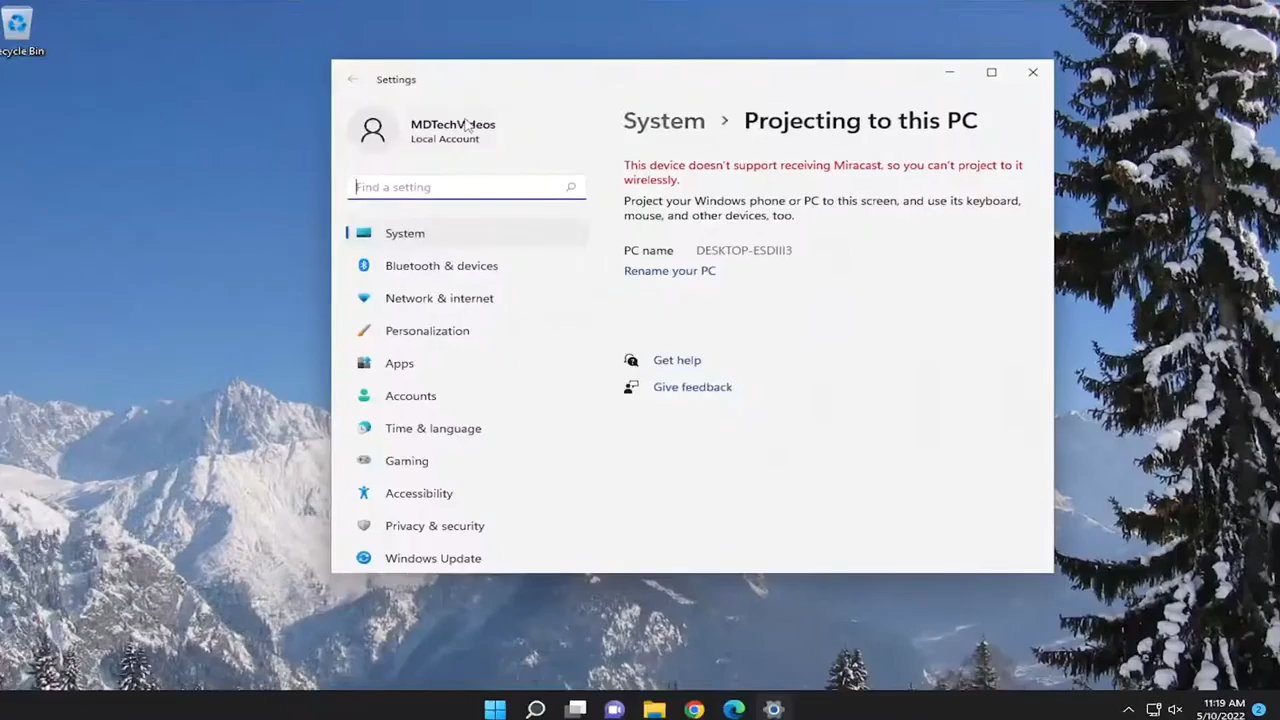 Recycle Bin
Settings
MDTechVideos
Local Account
Find a setting
System
Bluetooth & devices
Network & internet
Personalization
Apps
Accounts
Time & language
Gaming
Accessibility
Privacy & security
Windows Update
System > Projecting to this PC
This device doesn't support receiving Miracast, so you can't project to it
wirelessly.
Project your Windows phone or PC to this screen, and use its keyboard,
mouse, and other devices, too.
PC name DESKTOP-ESDIII3
Rename your PC
Get help
Give feedback
11:19 AM
5/10/2022
2